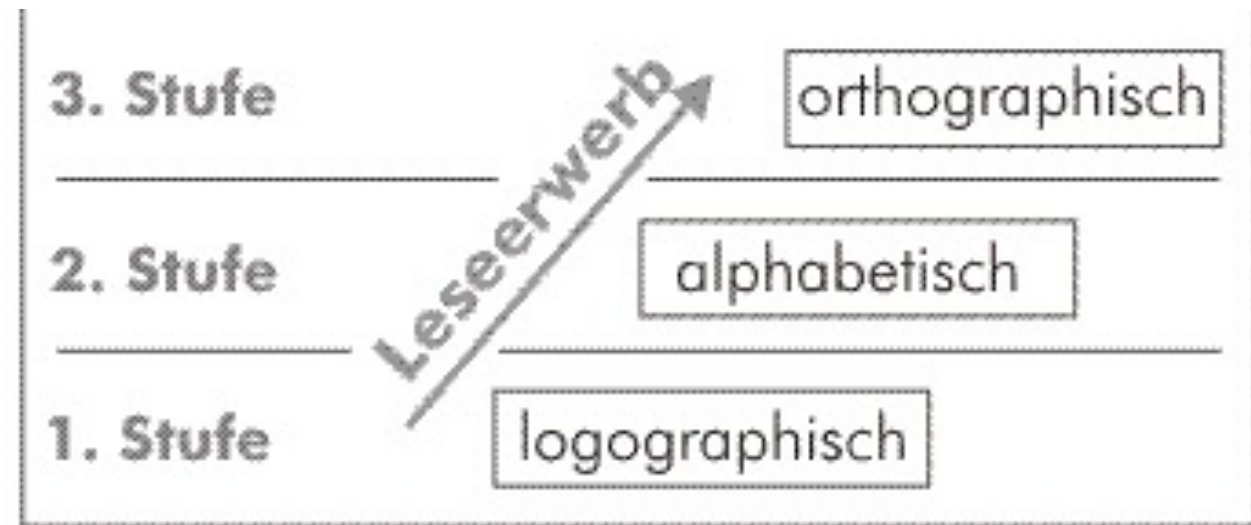 3. Stufe
orthographisch
Leseerwerb
2. Stufe
alphabetisch
1. Stufe
logographisch